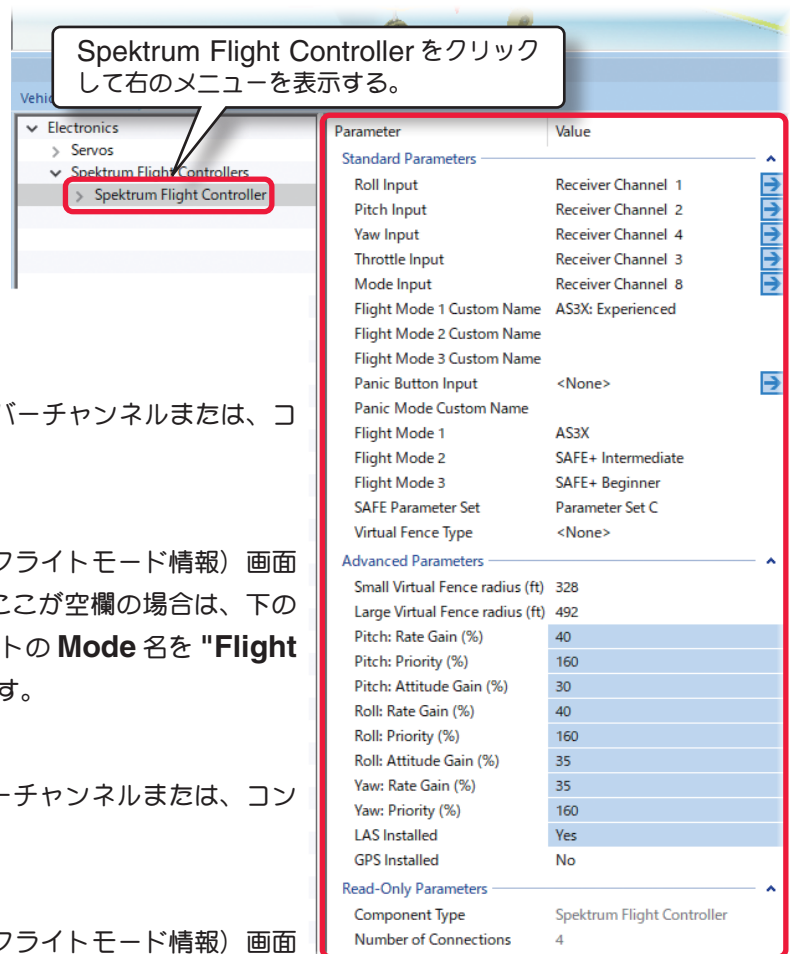 Spektrum Flight Controller をクリック
して右のメニューを表示する。
Vehic
Electronics
Servos
Spektrum Flight Controllers
Spektrum Flight Controller
バーチャンネルまたは、コ
フライトモード情報）画面
ここが空欄の場合は、下の
トの Mode 名を "Flight
す。
ーチャンネルまたは、コン
フライトモード情報）画面
Parameter Value
Standard Parameters
Roll Input Receiver Channel 1
Pitch Input Receiver Channel 2
Yaw Input Receiver Channel 4
Throttle Input Receiver Channel 3
Mode Input Receiver Channel 8
Flight Mode 1 Custom Name AS3X: Experienced
Flight Mode 2 Custom Name
Flight Mode 3 Custom Name
Panic Button Input <None>
Panic Mode Custom Name
Flight Mode 1 AS3X
Flight Mode 2 SAFE+ Intermediate
Flight Mode 3 SAFE+ Beginner
SAFE Parameter Set Parameter Set C
Virtual Fence Type <None>
Advanced Parameters
Small Virtual Fence radius (ft) 328
Large Virtual Fence radius (ft) 492
Pitch: Rate Gain (%) 40
Pitch: Priority (%) 160
Pitch: Attitude Gain (%) 30
Roll: Rate Gain (%) 40
Roll: Priority (%) 160
Roll: Attitude Gain (%) 35
Yaw: Rate Gain (%) 35
Yaw: Priority (%) 160
LAS Installed Yes
GPS Installed No
Read-Only Parameters
Component Type Spektrum Flight Controller
Number of Connections 4